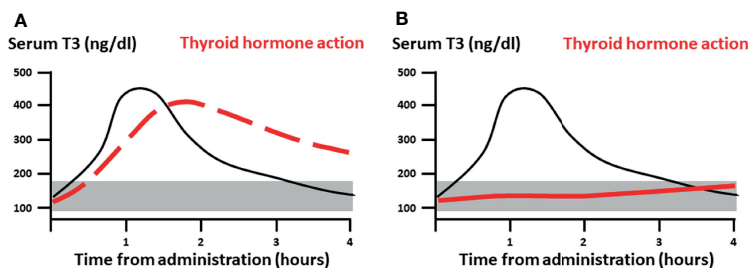 A
Serum T3 (ng/dl) Thyroid hormone action
500
400
300
200
100
1 2 3 4
Time from administration (hours)
B
Serum T3 (ng/dl) Thyroid hormone action
500
400
300
200
100
1 2 3 4
Time from administration (hours)